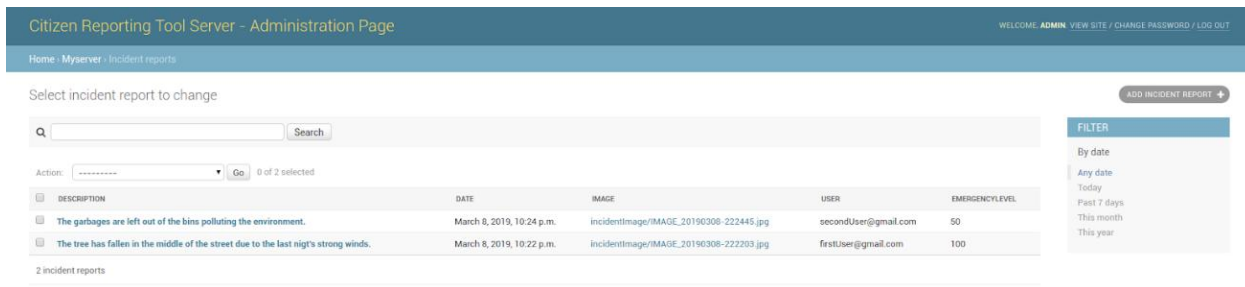 Citizen Reporting Tool Server - Administration Page
WELCOME, ADMIN. VIEW SITE / CHANGE PASSWORD / LOG OUT
Home › Myserver › Incident reports
Select incident report to change
ADD INCIDENT REPORT +
Search
FILTER
By date
Any date
Today
Past 7 days
This month
This year
Action: --------- Go 0 of 2 selected
DESCRIPTION DATE IMAGE USER EMERGENCYLEVEL
The garbages are left out of the bins polluting the environment. March 8, 2019, 10:24 p.m. incidentImage/IMAGE_20190308-222445.jpg secondUser@gmail.com 50
The tree has fallen in the middle of the street due to the last nigt's strong winds. March 8, 2019, 10:22 p.m. incidentImage/IMAGE_20190308-222203.jpg firstUser@gmail.com 100
2 incident reports